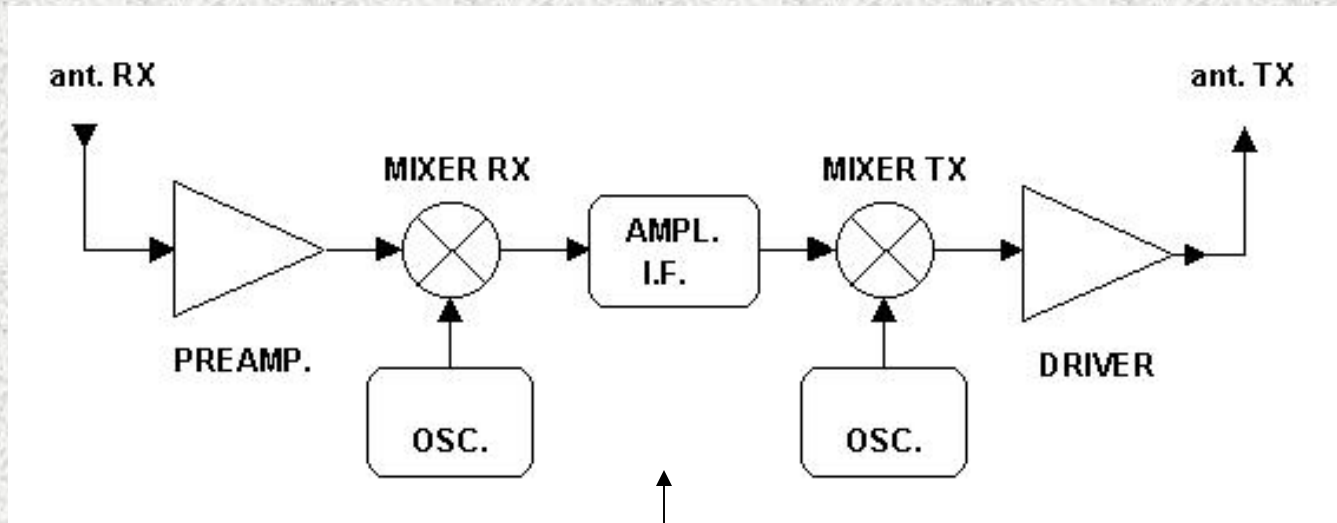 ant. RX
ant. TX
MIXER RX
MIXER TX
AMPL.
I.F.
PREAMP.
DRIVER
OSC.
OSC.